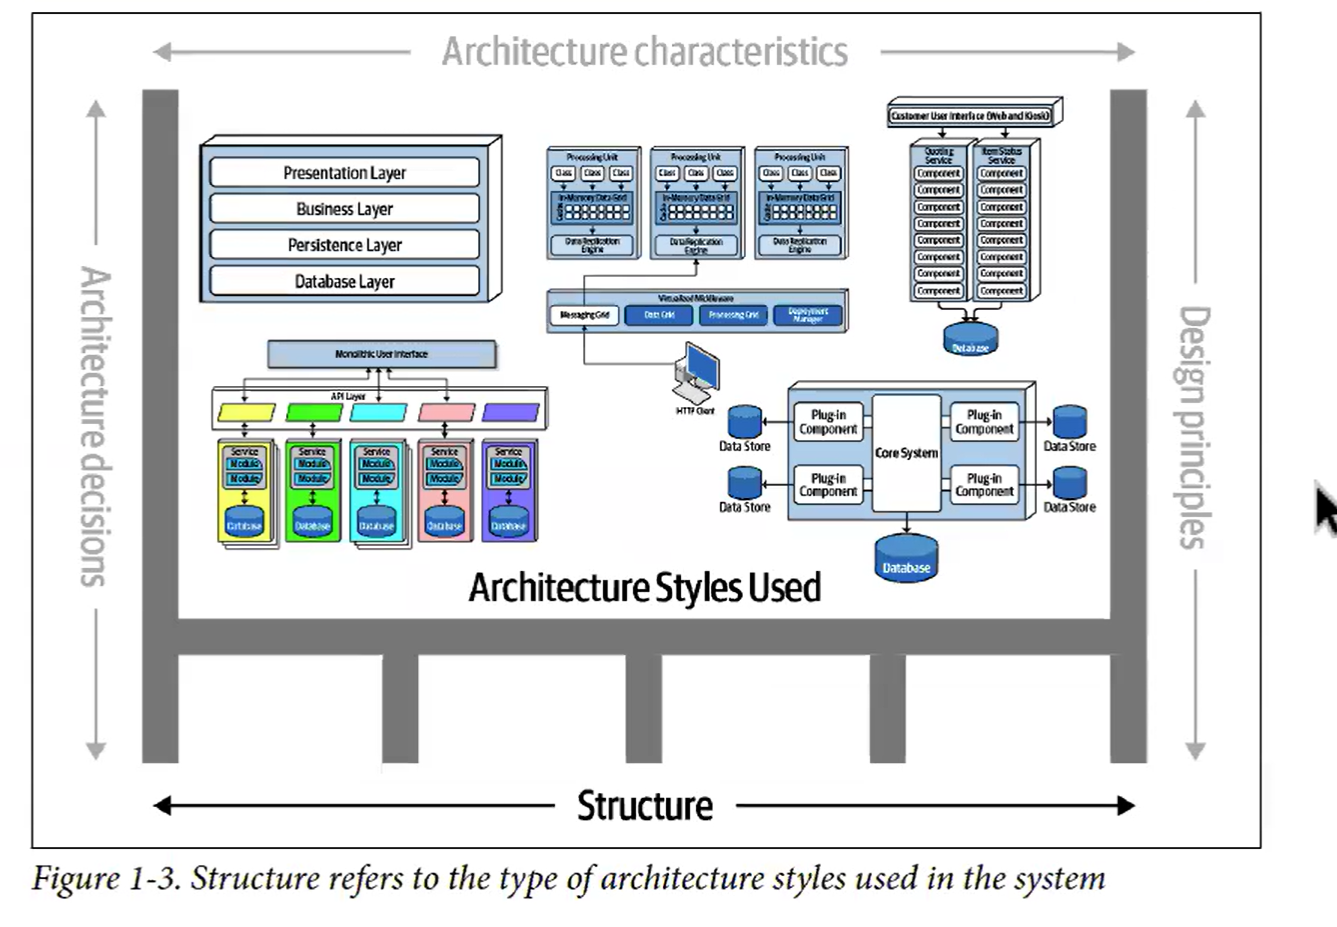 Architecture characteristics
Architecture decisions
Design principles
Presentation Layer
Business Layer
Persistence Layer
Database Layer
Processing Unit
Class
Class
Class
In-Memory Data Grid
Cache
Data Replication
Engine
Processing Unit
Class
Class
Class
In-Memory Data Grid
Cache
Data Replication
Engine
Processing Unit
Class
Class
Class
In-Memory Data Grid
Cache
Data Replication
Engine
Virtualized Middleware
Messaging Grid
Data Grid
Processing Grid
Deployment
Manager
HTTP Client
Customer User Interface (Web and Kiosk)
Quoting
Service
Component
Component
Component
Component
Component
Component
Component
Component
Item Status
Service
Component
Component
Component
Component
Component
Component
Component
Component
Database
Monolithic User Interface
API Layer
Service
Module
Module
Database
Service
Module
Module
Database
Service
Module
Module
Database
Service
Module
Module
Database
Service
Module
Module
Database
Data Store
Data Store
Plug-in
Component
Plug-in
Component
Core System
Plug-in
Component
Plug-in
Component
Data Store
Data Store
Database
Architecture Styles Used
Structure
Figure 1-3. Structure refers to the type of architecture styles used in the system